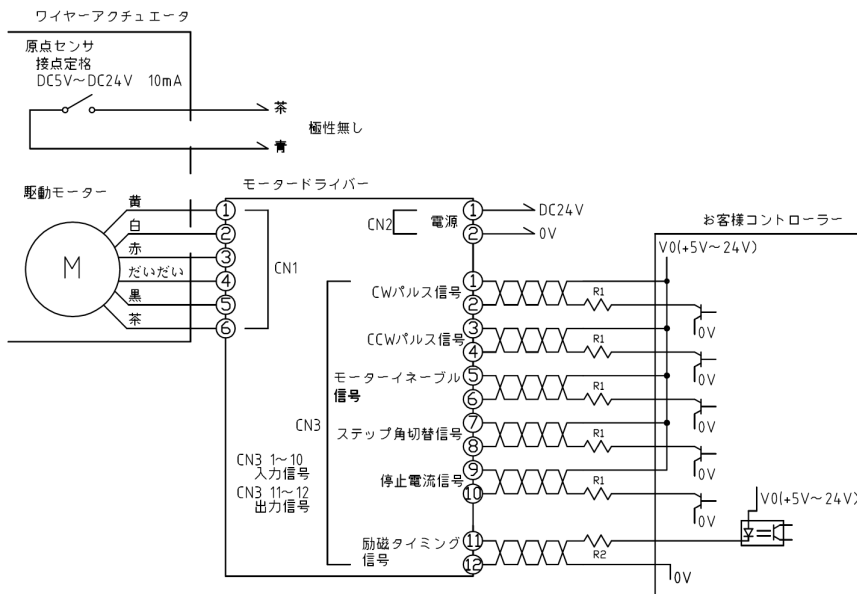 ワイヤーアクチュエータ
原点センサ
接点定格
DC5V～DC24V 10mA
茶
極性無し
青
駆動モーター
モータードライバー
黄
白
赤
だいだい
黒
茶
M
① ② ③ ④ ⑤ ⑥
CN1
CN2
電源
① DC24V
② 0V
お客様コントローラー
V0(+5V～24V)
CN3
CWパルス信号
① ② R1 0V
CCWパルス信号
③ ④ R1 0V
モーターイネーブル
信号
⑤ ⑥ R1 0V
ステップ角切替信号
⑦ ⑧ R1 0V
停止電流信号
⑨ ⑩ R1 0V
CN3 1～10
入力信号
CN3 11～12
出力信号
V0(+5V～24V)
励磁タイミング
信号
⑪ ⑫ R2 0V